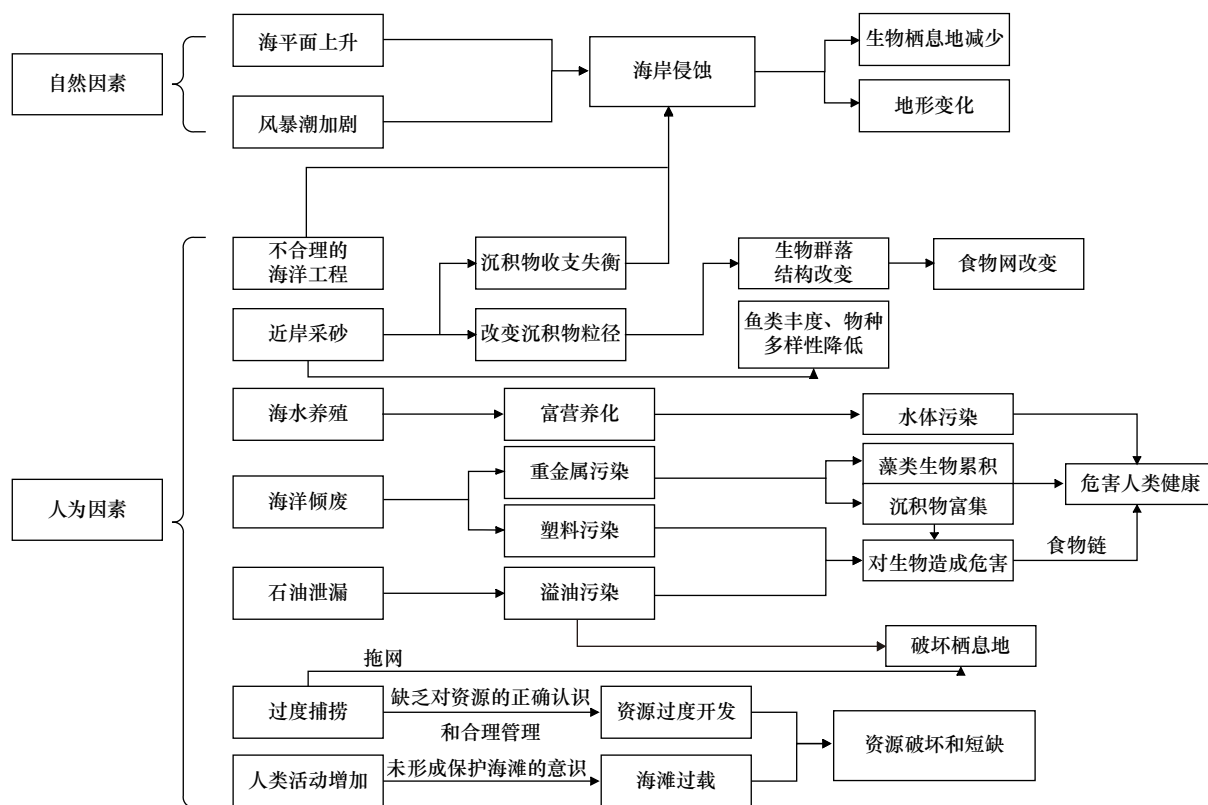 自然因素
海平面上升
风暴潮加剧
海岸侵蚀
生物栖息地减少
地形变化
人为因素
不合理的
海洋工程
沉积物收支失衡
生物群落
结构改变
食物网改变
近岸采砂
改变沉积物粒径
鱼类丰度、物种
多样性降低
海水养殖
富营养化
水体污染
海洋倾废
重金属污染
藻类生物累积
沉积物富集
危害人类健康
塑料污染
对生物造成危害
食物链
石油泄漏
溢油污染
破坏栖息地
拖网
过度捕捞
缺乏对资源的正确认识
和合理管理
资源过度开发
资源破坏和短缺
人类活动增加
未形成保护海滩的意识
海滩过载